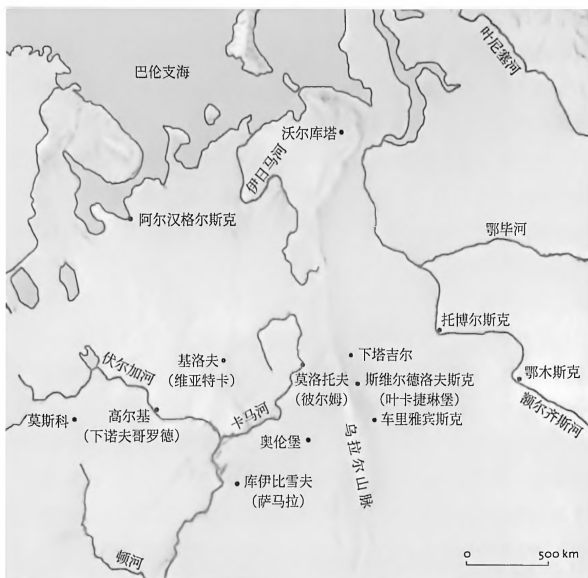 叶尼塞河
巴伦支海
沃尔库塔
伊日马河
阿尔汉格尔斯克
鄂毕河
托博尔斯克
伏尔加河
基洛夫
（维亚特卡）
下塔吉尔
莫洛托夫
（彼尔姆）
斯维尔德洛夫斯克
（叶卡捷琳堡）
鄂木斯克
额尔齐斯河
莫斯科
高尔基
（下诺夫哥罗德）
卡马河
车里雅宾斯克
奥伦堡
乌拉尔山脉
库伊比雪夫
（萨马拉）
顿河
0 500 km